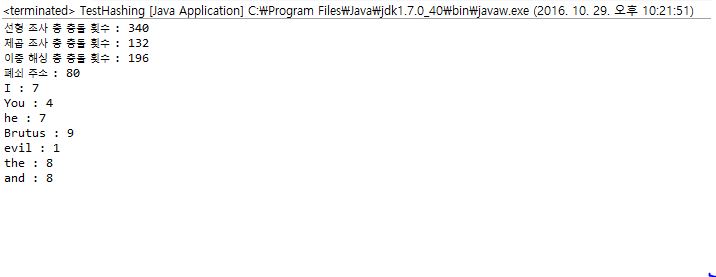 <terminated> TestHashing [Java Application] C:₩Program Files₩Java₩jdk1.7.0_40₩bin₩javaw.exe (2016. 10. 29. 오후 10:21:51)
선형 조사 총 충돌 횟수 : 340
제곱 조사 총 충돌 횟수 : 132
이중 해싱 총 충돌 횟수 : 196
폐쇄 주소 : 80
I : 7
You : 4
he : 7
Brutus : 9
evil : 1
the : 8
and : 8